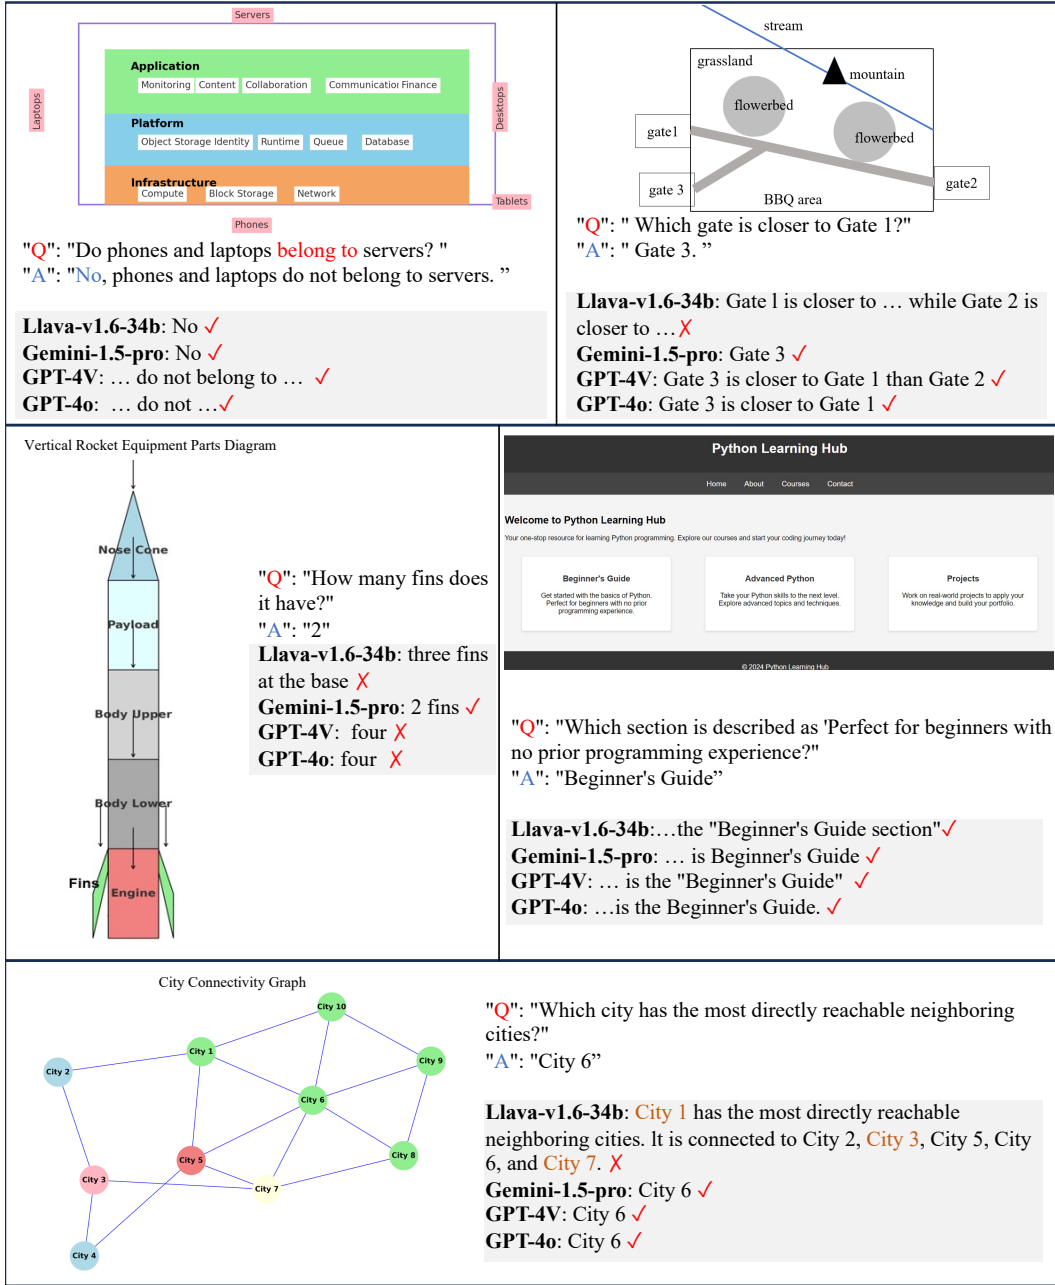 Servers
Laptops
Application
Monitoring Content Collaboration Communication Finance
Platform
Object Storage Identity Runtime Queue Database
Infrastructure
Compute Block Storage Network
Desktops
Tablets
Phones
"Q": "Do phones and laptops belong to servers? "
"A": "No, phones and laptops do not belong to servers. ”
Llava-v1.6-34b: No ✓
Gemini-1.5-pro: No ✓
GPT-4V: … do not belong to … ✓
GPT-4o: … do not …✓
stream
grassland
mountain
flowerbed
flowerbed
gate1
gate 3
gate2
BBQ area
"Q": " Which gate is closer to Gate 1?"
"A": " Gate 3. ”
Llava-v1.6-34b: Gate l is closer to … while Gate 2 is
closer to …✗
Gemini-1.5-pro: Gate 3 ✓
GPT-4V: Gate 3 is closer to Gate 1 than Gate 2 ✓
GPT-4o: Gate 3 is closer to Gate 1 ✓
Vertical Rocket Equipment Parts Diagram
Nose Cone
Payload
Body Upper
Body Lower
Fins
Engine
"Q": "How many fins does
it have?"
"A": "2"
Llava-v1.6-34b: three fins
at the base ✗
Gemini-1.5-pro: 2 fins ✓
GPT-4V: four ✗
GPT-4o: four ✗
Python Learning Hub
Home About Courses Contact
Welcome to Python Learning Hub
Your one-stop resource for learning Python programming. Explore our courses and start your coding journey today!
Beginner's Guide
Get started with the basics of Python.
Perfect for beginners with no prior
programming experience.
Advanced Python
Take your Python skills to the next level.
Explore advanced topics and techniques.
Projects
Work on real-world projects to apply your
knowledge and build your portfolio.
© 2024 Python Learning Hub
"Q": "Which section is described as 'Perfect for beginners with
no prior programming experience?"
"A": "Beginner's Guide”
Llava-v1.6-34b:…the "Beginner's Guide section"✓
Gemini-1.5-pro: … is Beginner's Guide ✓
GPT-4V: … is the "Beginner's Guide" ✓
GPT-4o: …is the Beginner's Guide. ✓
City Connectivity Graph
City 10
City 1
City 9
City 2
City 6
City 5
City 8
City 3
City 7
City 4
"Q": "Which city has the most directly reachable neighboring
cities?"
"A": "City 6”
Llava-v1.6-34b: City 1 has the most directly reachable
neighboring cities. lt is connected to City 2, City 3, City 5, City
6, and City 7. ✗
Gemini-1.5-pro: City 6 ✓
GPT-4V: City 6 ✓
GPT-4o: City 6 ✓